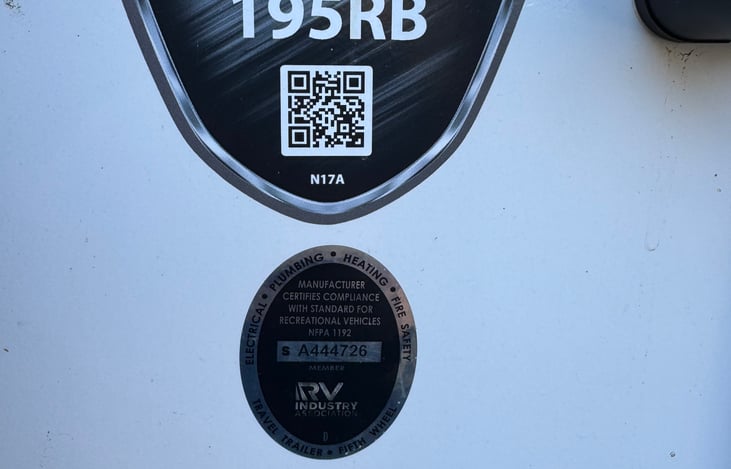 195RB
N17A
ELECTRICAL • PLUMBING • HEATING • FIRE SAFETY
MANUFACTURER
CERTIFIES COMPLIANCE
WITH STANDARD FOR
RECREATIONAL VEHICLES
NFPA 1192
S A444726
MEMBER
RV
INDUSTRY
ASSOCIATION
D
TRAVEL TRAILER • FIFTH WHEEL